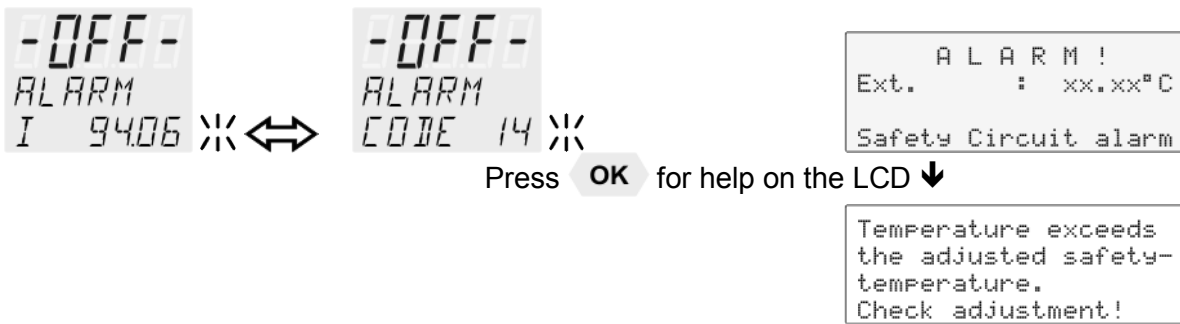 -OFF-
ALARM
I 94.06
-OFF-
ALARM
CODE 14
A L A R M !
Ext. : xx.xx°C
Safety Circuit alarm
Press OK for help on the LCD
Temperature exceeds
the adjusted safety-
temperature.
Check adjustment!